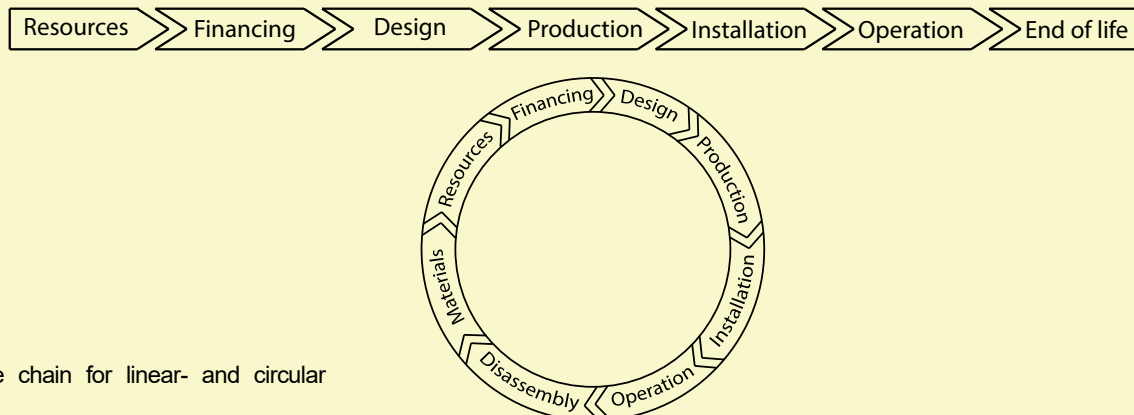 Resources Financing Design Production Installation Operation End of life
Financing
Design
Production
Installation
Operation
Disassembly
Materials
Resources
chain for linear- and circular